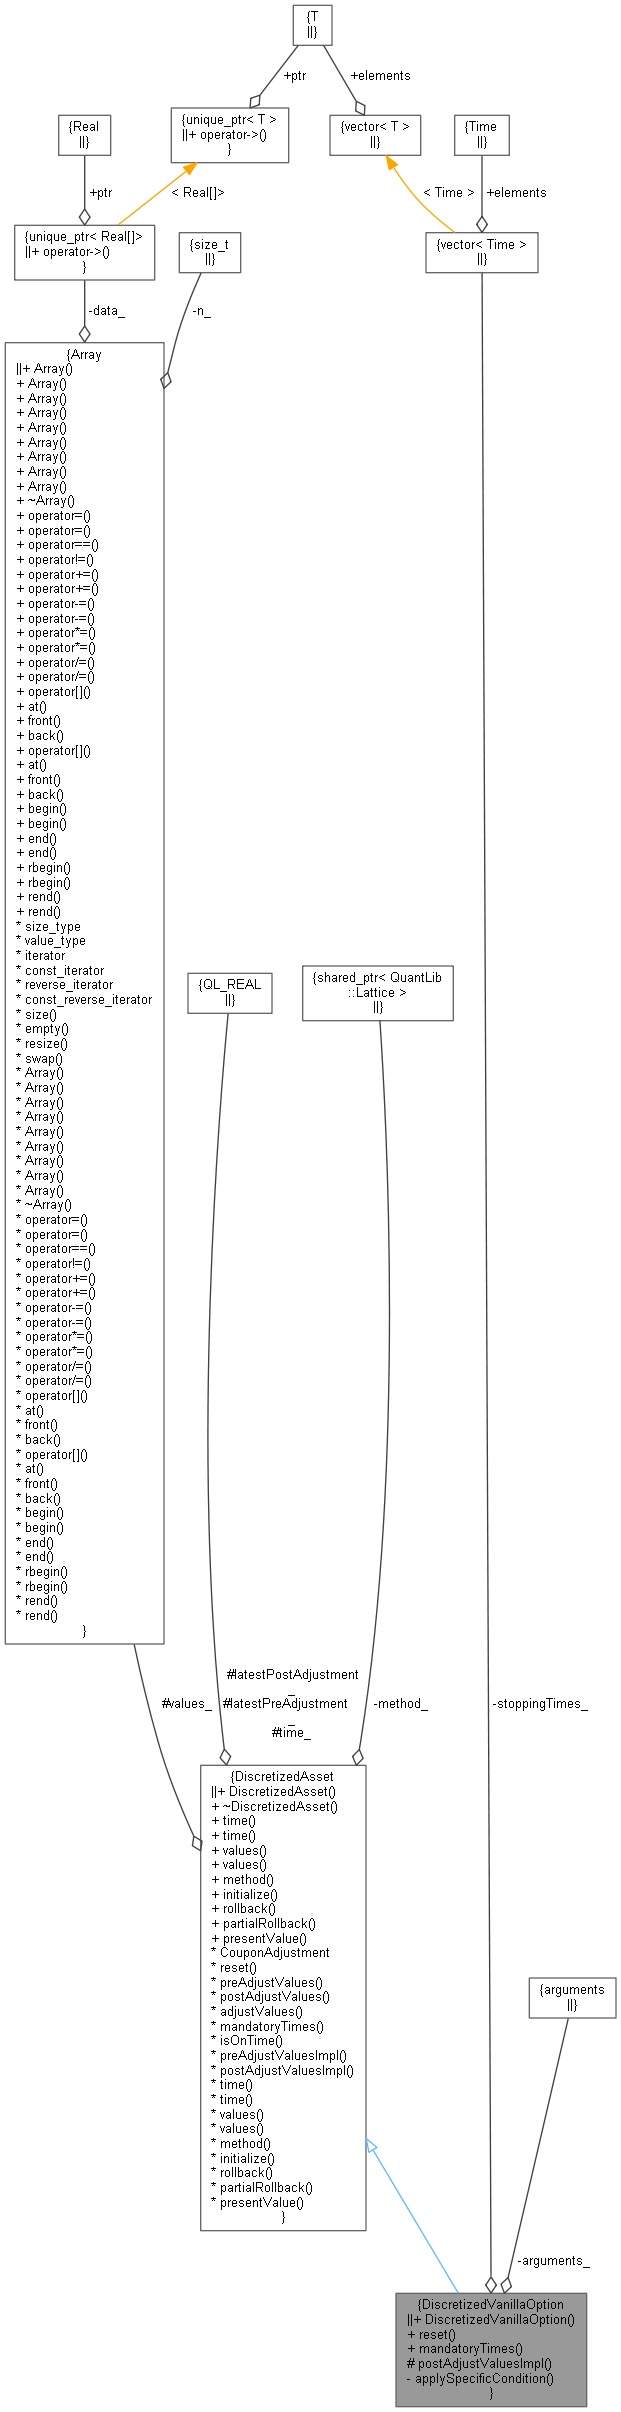 {T
||}
+ptr
+elements
{unique_ptr< T >
||+ operator->()
}
{vector< T >
||}
{Real
||}
{Time
||}
+ptr
< Real[]>
< Time >
+elements
{unique_ptr< Real[]>
||+ operator->()
}
{size_t
||}
{vector< Time >
||}
-data_
-n_
{Array
||+ Array()
+ Array()
+ Array()
+ Array()
+ Array()
+ Array()
+ Array()
+ Array()
+ Array()
+ ~Array()
+ operator=()
+ operator=()
+ operator==()
+ operator!=()
+ operator+=()
+ operator+=()
+ operator-=()
+ operator-=()
+ operator*=()
+ operator*=()
+ operator/=()
+ operator/=()
+ operator[]()
+ at()
+ front()
+ back()
+ operator[]()
+ at()
+ front()
+ back()
+ begin()
+ begin()
+ end()
+ end()
+ rbegin()
+ rbegin()
+ rend()
+ rend()
* size_type
* value_type
* iterator
* const_iterator
* reverse_iterator
* const_reverse_iterator
* size()
* empty()
* resize()
* swap()
* Array()
* Array()
* Array()
* Array()
* Array()
* Array()
* Array()
* Array()
* Array()
* ~Array()
* operator=()
* operator=()
* operator==()
* operator!=()
* operator+=()
* operator+=()
* operator-=()
* operator-=()
* operator*=()
* operator*=()
* operator/=()
* operator/=()
* operator[]()
* at()
* front()
* back()
* operator[]()
* at()
* front()
* back()
* begin()
* begin()
* end()
* end()
* rbegin()
* rbegin()
* rend()
* rend()
}
{QL_REAL
||}
{shared_ptr< QuantLib
::Lattice >
||}
#values_
#latestPostAdjustment
_
#latestPreAdjustment
_
#time_
-method_
-stoppingTimes_
{DiscretizedAsset
||+ DiscretizedAsset()
+ ~DiscretizedAsset()
+ time()
+ time()
+ values()
+ values()
+ method()
+ initialize()
+ rollback()
+ partialRollback()
+ presentValue()
* CouponAdjustment
* reset()
* preAdjustValues()
* postAdjustValues()
* adjustValues()
* mandatoryTimes()
* isOnTime()
* preAdjustValuesImpl()
* postAdjustValuesImpl()
* time()
* time()
* values()
* values()
* method()
* initialize()
* rollback()
* partialRollback()
* presentValue()
}
{arguments
||}
-arguments_
{DiscretizedVanillaOption
||+ DiscretizedVanillaOption()
+ reset()
+ mandatoryTimes()
# postAdjustValuesImpl()
- applySpecificCondition()
}